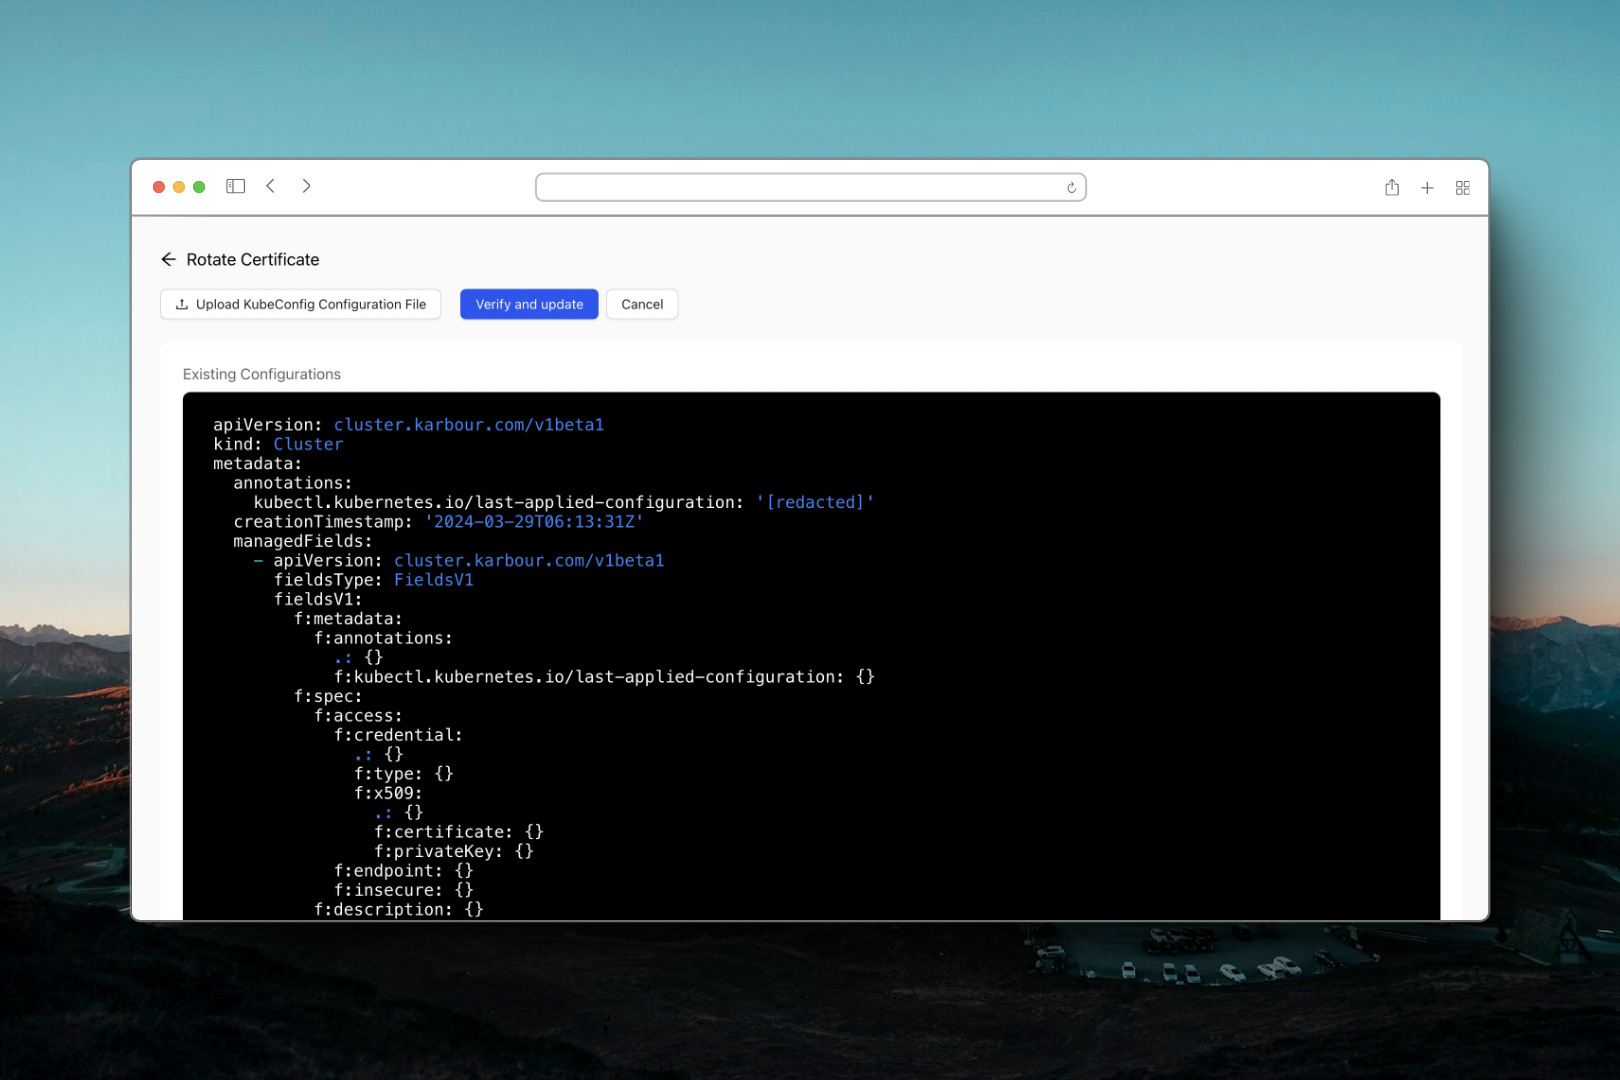 Rotate Certificate
Upload KubeConfig Configuration File
Verify and update
Cancel
Existing Configurations
apiVersion: cluster.karbour.com/v1beta1
kind: Cluster
metadata:
  annotations:
    kubectl.kubernetes.io/last-applied-configuration: '[redacted]'
  creationTimestamp: '2024-03-29T06:13:31Z'
  managedFields:
    - apiVersion: cluster.karbour.com/v1beta1
      fieldsType: FieldsV1
      fieldsV1:
        f:metadata:
          f:annotations:
            .: {}
            f:kubectl.kubernetes.io/last-applied-configuration: {}
        f:spec:
          f:access:
            f:credential:
              .: {}
              f:type: {}
              f:x509:
                .: {}
                f:certificate: {}
                f:privateKey: {}
            f:endpoint: {}
            f:insecure: {}
          f:description: {}